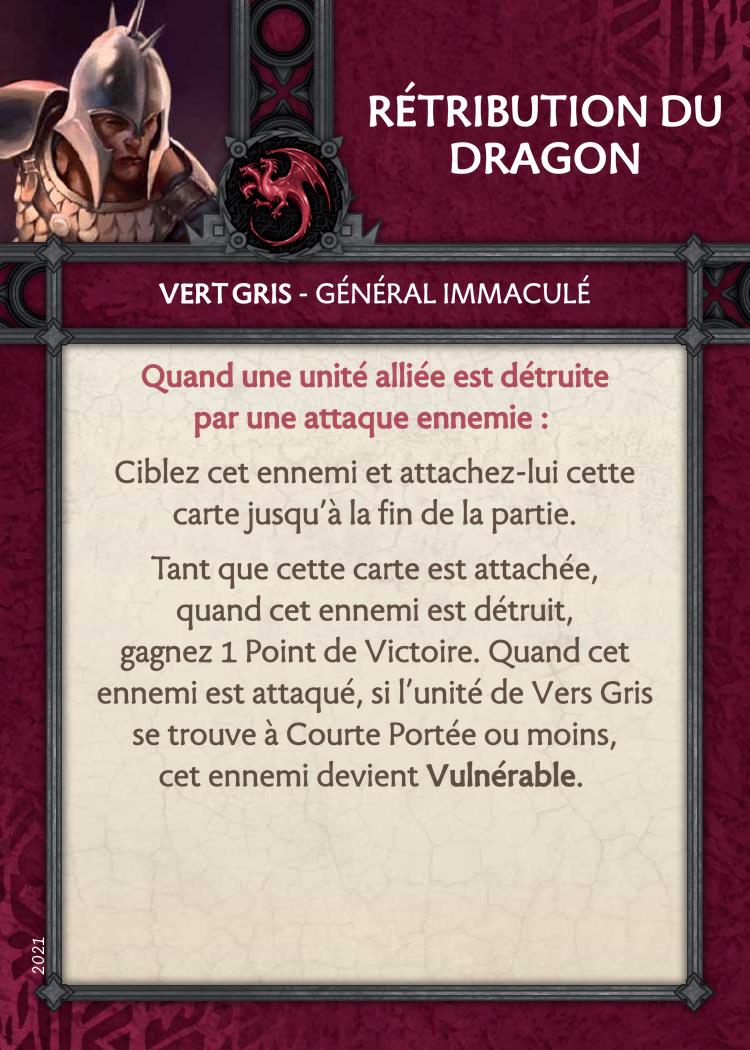 RÉTRIBUTION DU
DRAGON
VERT GRIS - GÉNÉRAL IMMACULÉ
Quand une unité alliée est détruite
par une attaque ennemie :
Ciblez cet ennemi et attachez-lui cette
carte jusqu'à la fin de la partie.
Tant que cette carte est attachée,
quand cet ennemi est détruit,
gagnez 1 Point de Victoire. Quand cet
ennemi est attaqué, si l'unité de Vers Gris
se trouve à Courte Portée ou moins,
cet ennemi devient Vulnérable.
2021